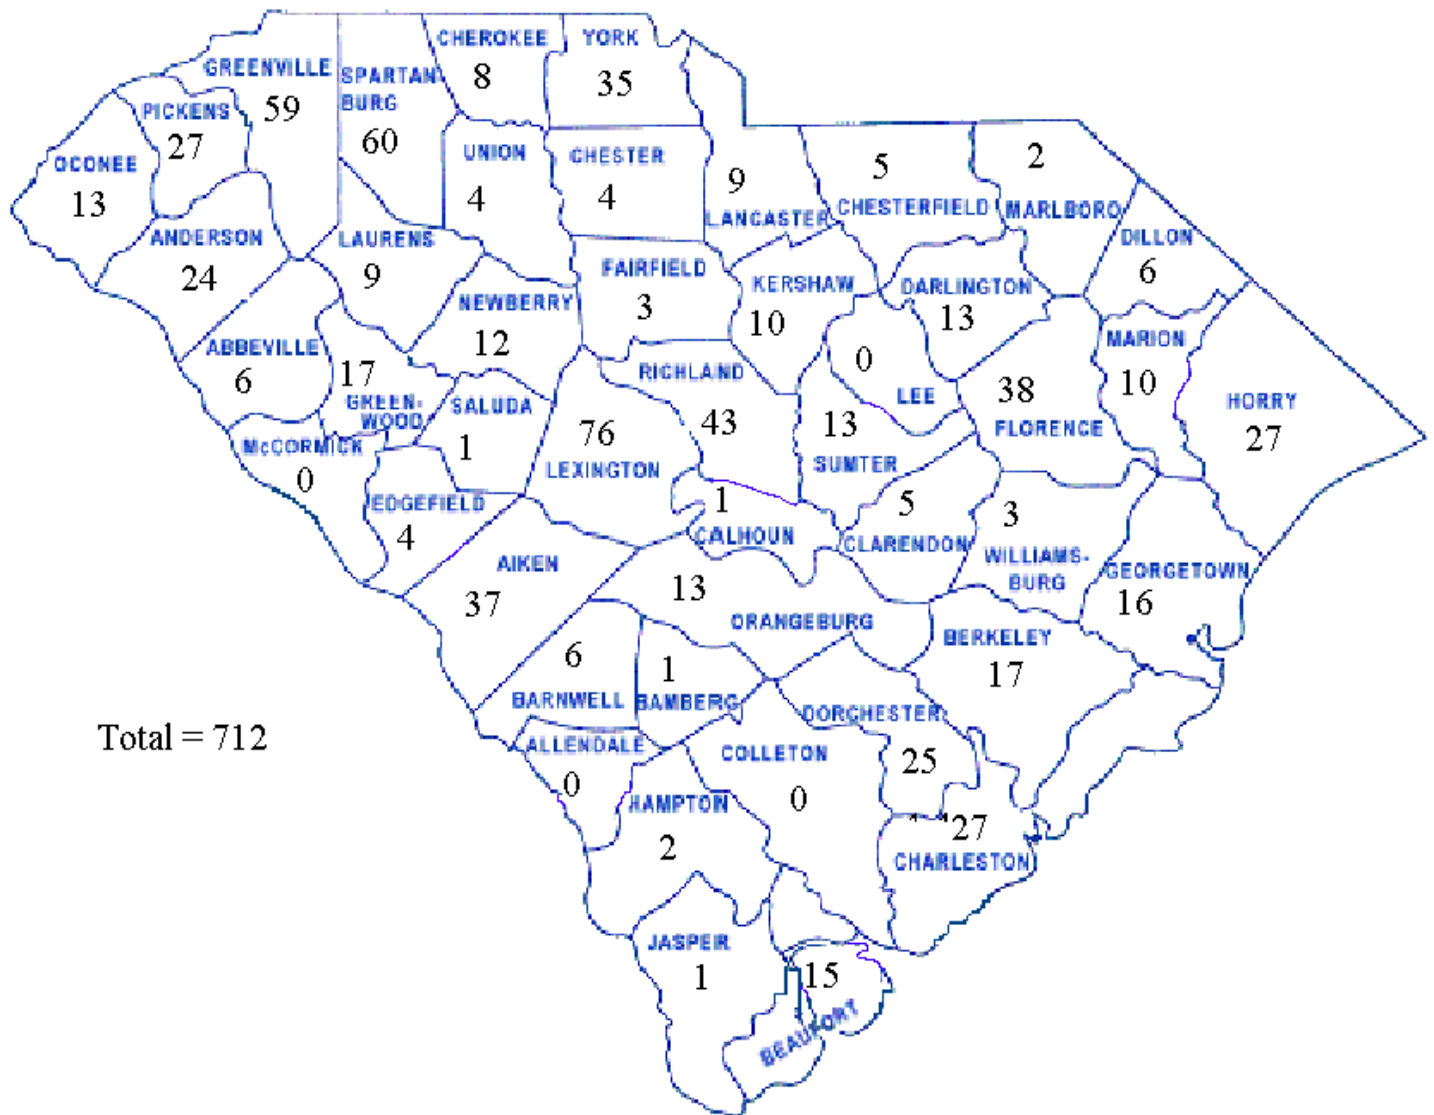 CHEROKEE
8
YORK
35
GREENVILLE
59
SPARTAN
BURG
60
PICKENS
27
OCONEE
13
UNION
4
CHESTER
4
9
LANCASTER
5
CHESTERFIELD
2
MARLBORO
DILLON
6
ANDERSON
24
LAURENS
9
FAIRFIELD
3
KERSHAW
10
DARLINGTON
13
NEWBERRY
12
ABBEVILLE
6
17
GREEN-
WOOD
SALUDA
1
RICHLAND
43
0
LEE
38
FLORENCE
MARION
10
HORRY
27
McCORMICK
0
76
LEXINGTON
13
SUMTER
EDGEFIELD
4
1
CALHOUN
5
CLARENDON
3
WILLIAMS-
BURG
GEORGETOWN
16
AIKEN
37
13
ORANGEBURG
BERKELEY
17
6
BARNWELL
1
BAMBERG
DORCHESTER
25
Total = 712
ALLENDALE
0
COLLETON
0
HAMPTON
2
27
CHARLESTON
JASPEIR
1
15
BEAUFORT